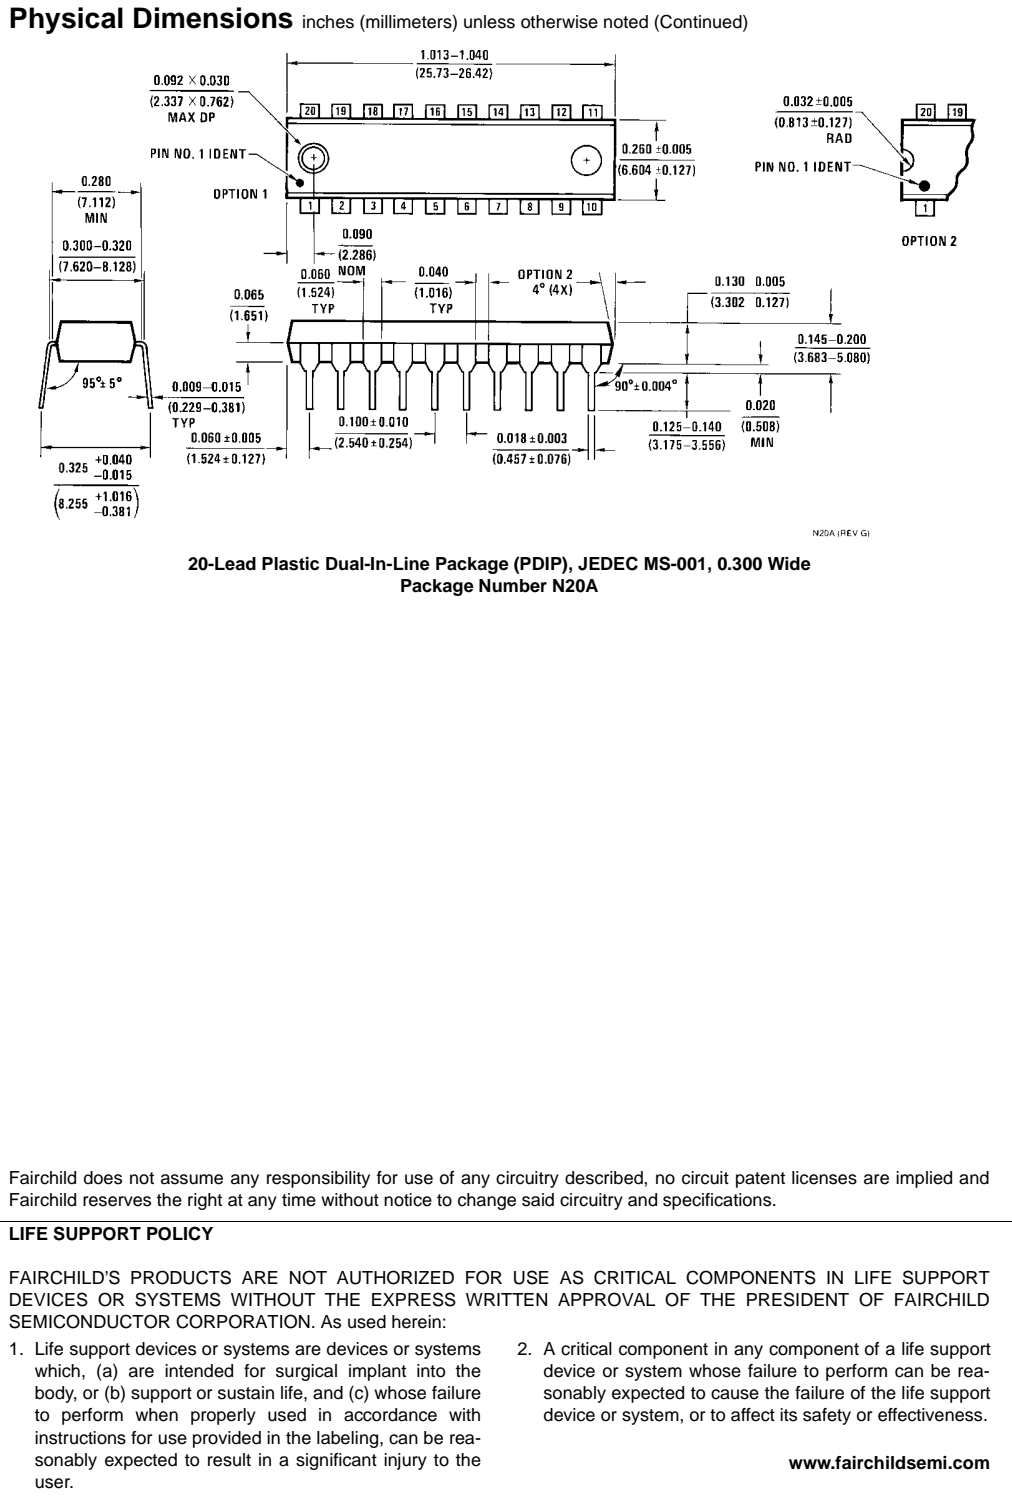 Physical Dimensions inches (millimeters) unless otherwise noted (Continued)
1.013–1.040
(25.73–26.42)
0.092 × 0.030
(2.337 × 0.762)
MAX DP
20 19 18 17 16 15 14 13 12 11
0.032 ±0.005
(0.813 ±0.127)
RAD
20 19
PIN NO. 1 IDENT
0.260 ±0.005
(6.604 ±0.127)
PIN NO. 1 IDENT
OPTION 1
1 2 3 4 5 6 7 8 9 10
1
OPTION 2
0.280
(7.112)
MIN
0.090
(2.286)
NOM
0.300–0.320
(7.620–8.128)
0.060
(1.524)
TYP
0.040
(1.016)
TYP
OPTION 2
4° (4X)
0.130 0.005
(3.302 0.127)
0.065
(1.651)
0.145–0.200
(3.683–5.080)
95°± 5°
0.009–0.015
(0.229–0.381)
TYP
90°±0.004°
0.020
(0.508)
MIN
0.100±0.010
(2.540 ±0.254)
0.125–0.140
(3.175–3.556)
0.060 ±0.005
(1.524 ±0.127)
0.018 ±0.003
(0.457 ±0.076)
0.325 +0.040
–0.015
(8.255 +1.016
–0.381)
N20A (REV G)
20-Lead Plastic Dual-In-Line Package (PDIP), JEDEC MS-001, 0.300 Wide
Package Number N20A
Fairchild does not assume any responsibility for use of any circuitry described, no circuit patent licenses are implied and
Fairchild reserves the right at any time without notice to change said circuitry and specifications.
LIFE SUPPORT POLICY
FAIRCHILD'S PRODUCTS ARE NOT AUTHORIZED FOR USE AS CRITICAL COMPONENTS IN LIFE SUPPORT
DEVICES OR SYSTEMS WITHOUT THE EXPRESS WRITTEN APPROVAL OF THE PRESIDENT OF FAIRCHILD
SEMICONDUCTOR CORPORATION. As used herein:
1. Life support devices or systems are devices or systems
which, (a) are intended for surgical implant into the
body, or (b) support or sustain life, and (c) whose failure
to perform when properly used in accordance with
instructions for use provided in the labeling, can be rea-
sonably expected to result in a significant injury to the
user.
2. A critical component in any component of a life support
device or system whose failure to perform can be rea-
sonably expected to cause the failure of the life support
device or system, or to affect its safety or effectiveness.
www.fairchildsemi.com